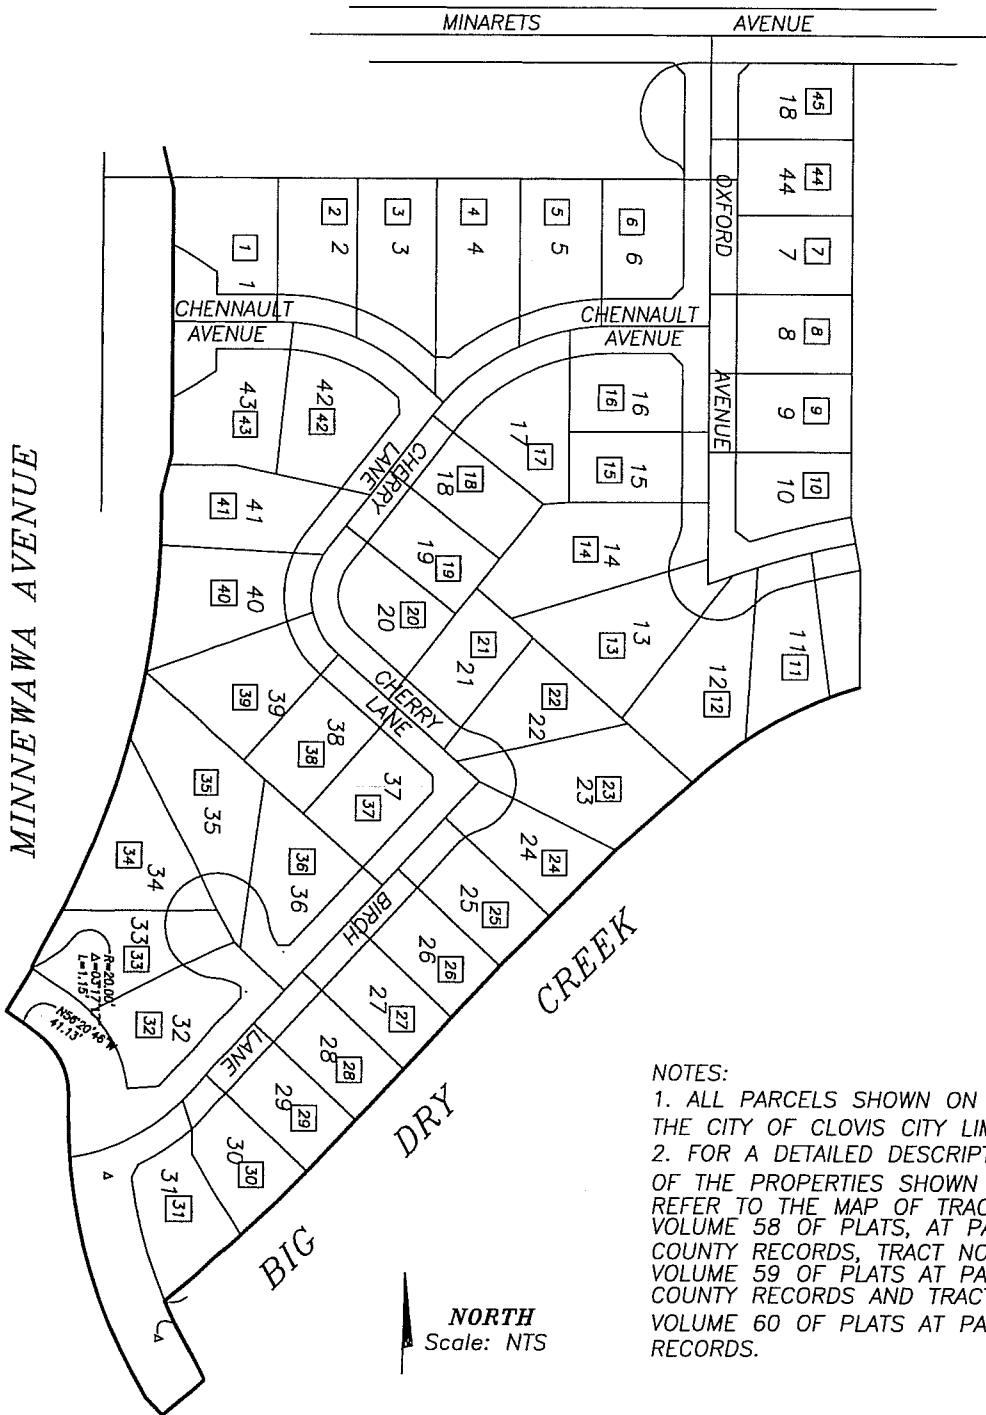 MINARETS AVENUE
45
18
44
44
OXFORD
7
7
8
8
AVENUE
9
9
10
10
1
1
2
2
3
3
4
4
5
5
6
6
CHENNAULT
AVENUE
CHENNAULT
AVENUE
43
43
42
42
16
16
17
17
15
15
CHERRY
LANE
18
18
41
41
14
14
19
19
40
40
20
20
13
13
21
21
11
11
12
12
22
22
39
39
CHERRY
LANE
38
38
23
23
37
37
35
35
24
24
34
34
36
36
25
25
BIRCH
26
26
33
33
27
27
R=20.00'
L=1.15'
N56°20'46"W
41.13'
32
32
28
28
LANE
29
29
30
30
31
31
Δ
Δ
MINNEWAWA AVENUE
BIG DRY CREEK
NORTH
Scale: NTS
NOTES:
1. ALL PARCELS SHOWN ON
THE CITY OF CLOVIS CITY
2. FOR A DETAILED
OF THE PROPERTIES SHOWN
REFER TO THE MAP OF
VOLUME 58 OF PLATS, AT
COUNTY RECORDS, TRACT
VOLUME 59 OF PLATS AT
COUNTY RECORDS AND
VOLUME 60 OF PLATS AT
RECORDS.